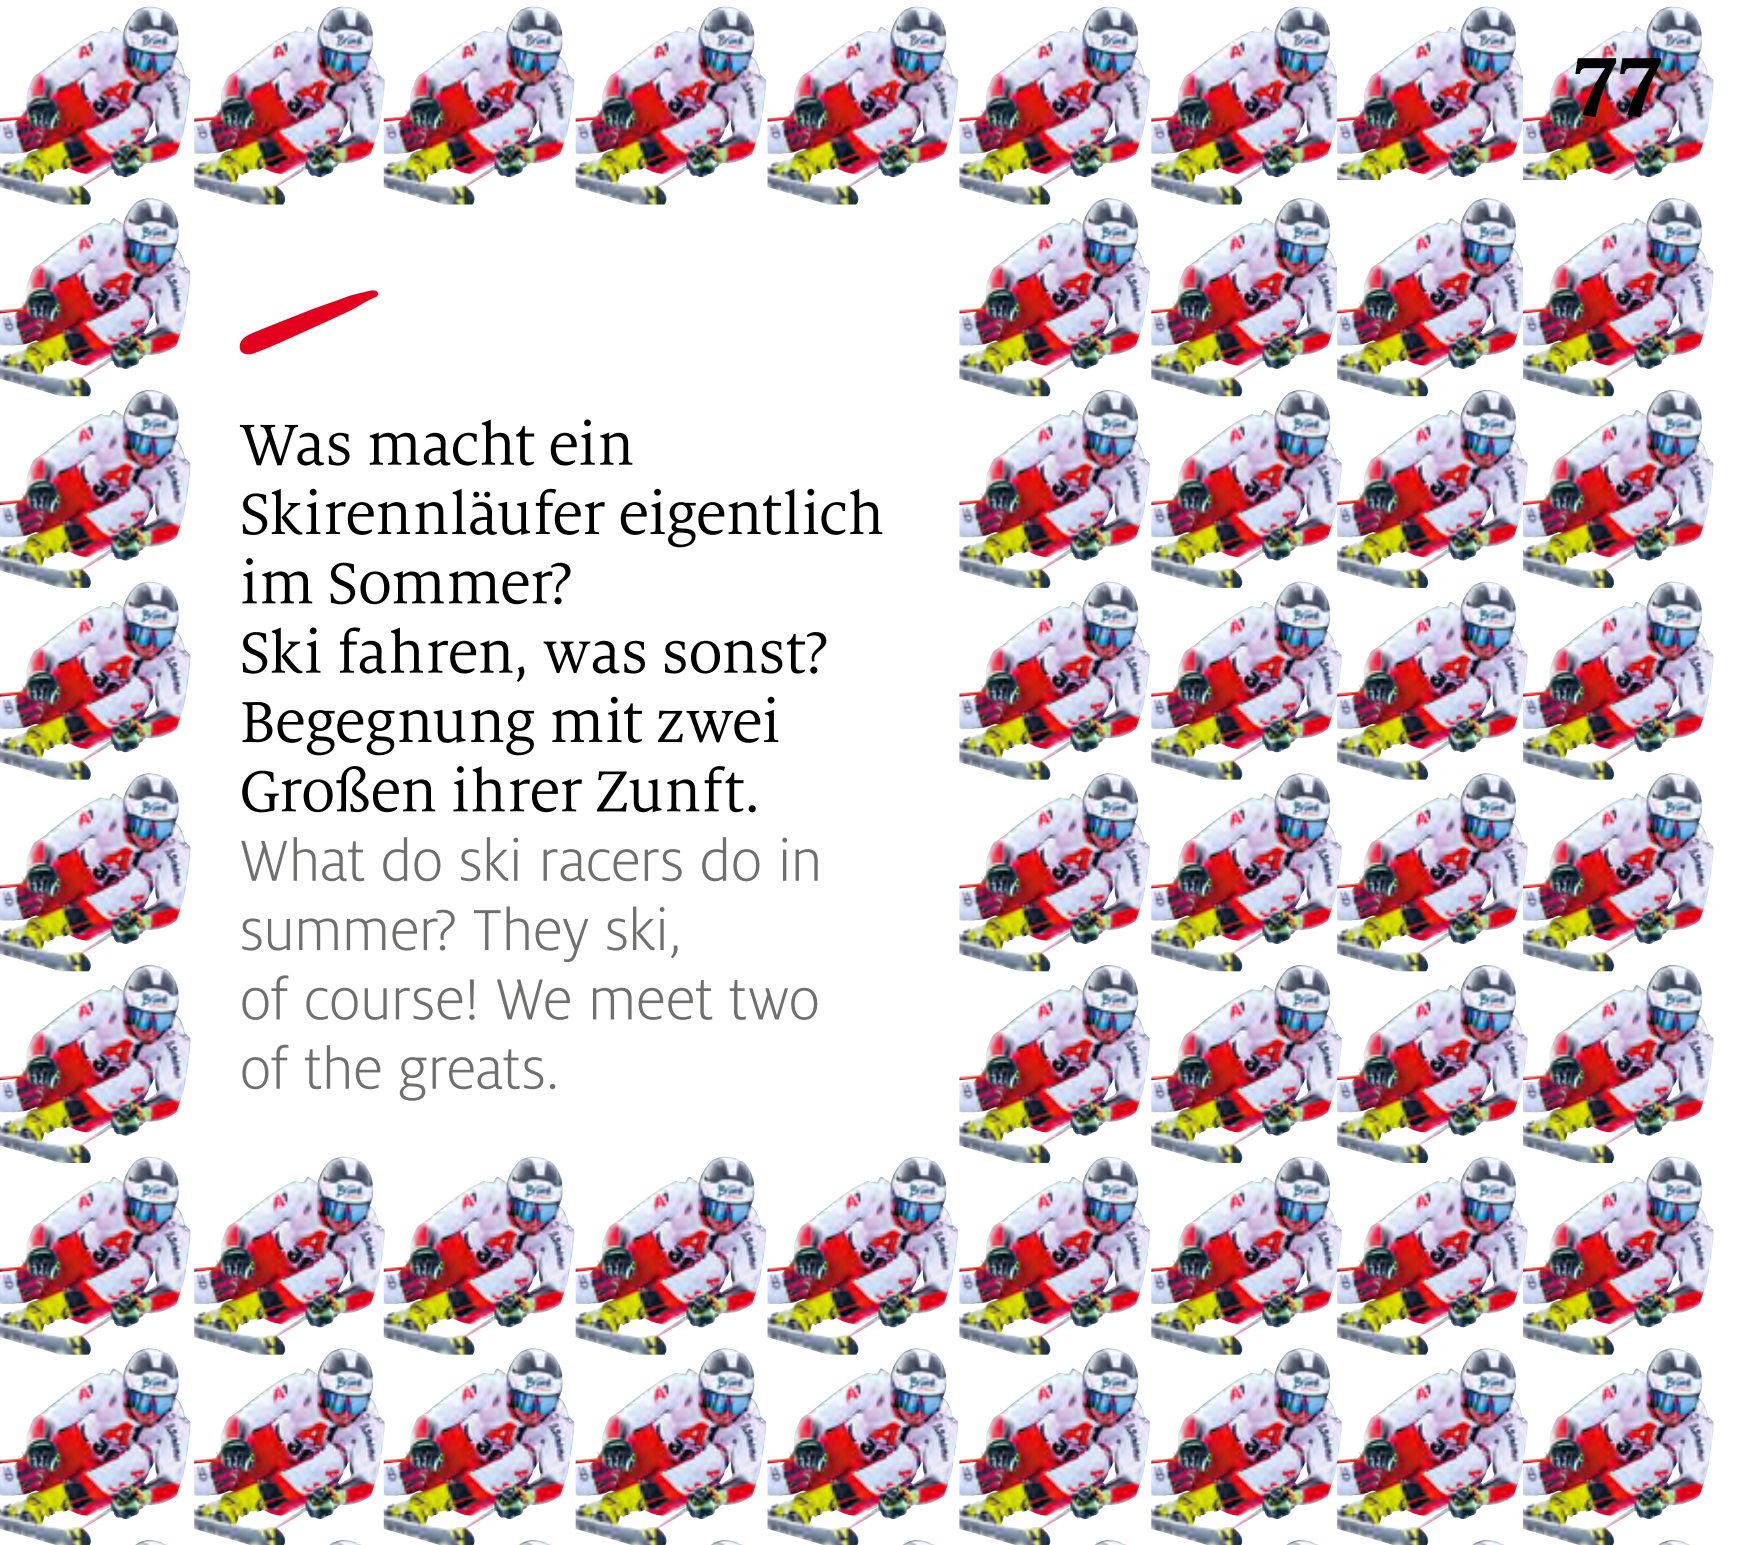 77
Was macht ein
Skirennläufer eigentlich
im Sommer?
Ski fahren, was sonst?
Begegnung mit zwei
Großen ihrer Zunft.
What do ski racers do in
summer? They ski,
of course! We meet two
of the greats.